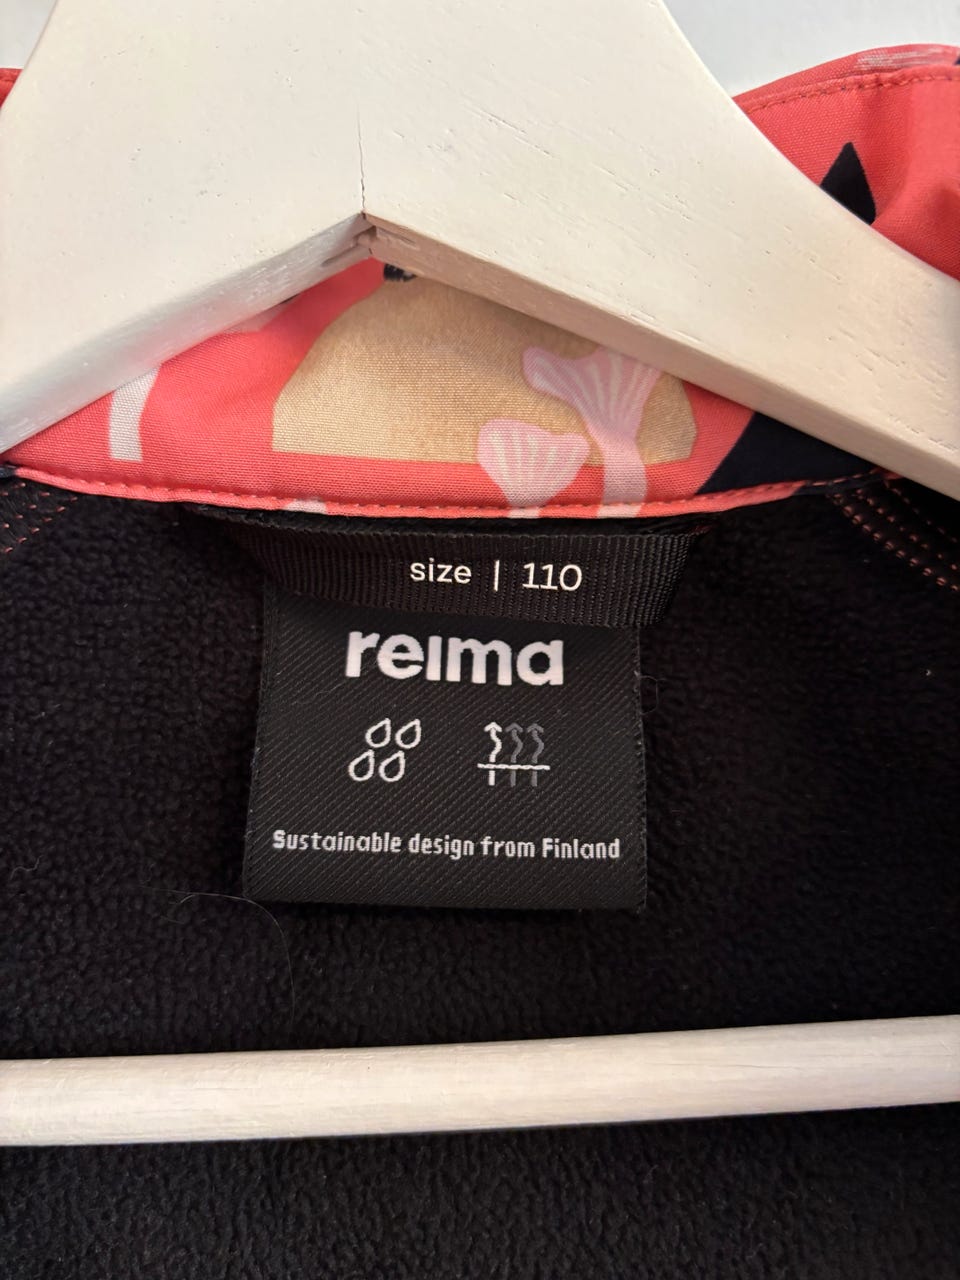 size | 110
reima
Sustainable design from Finland